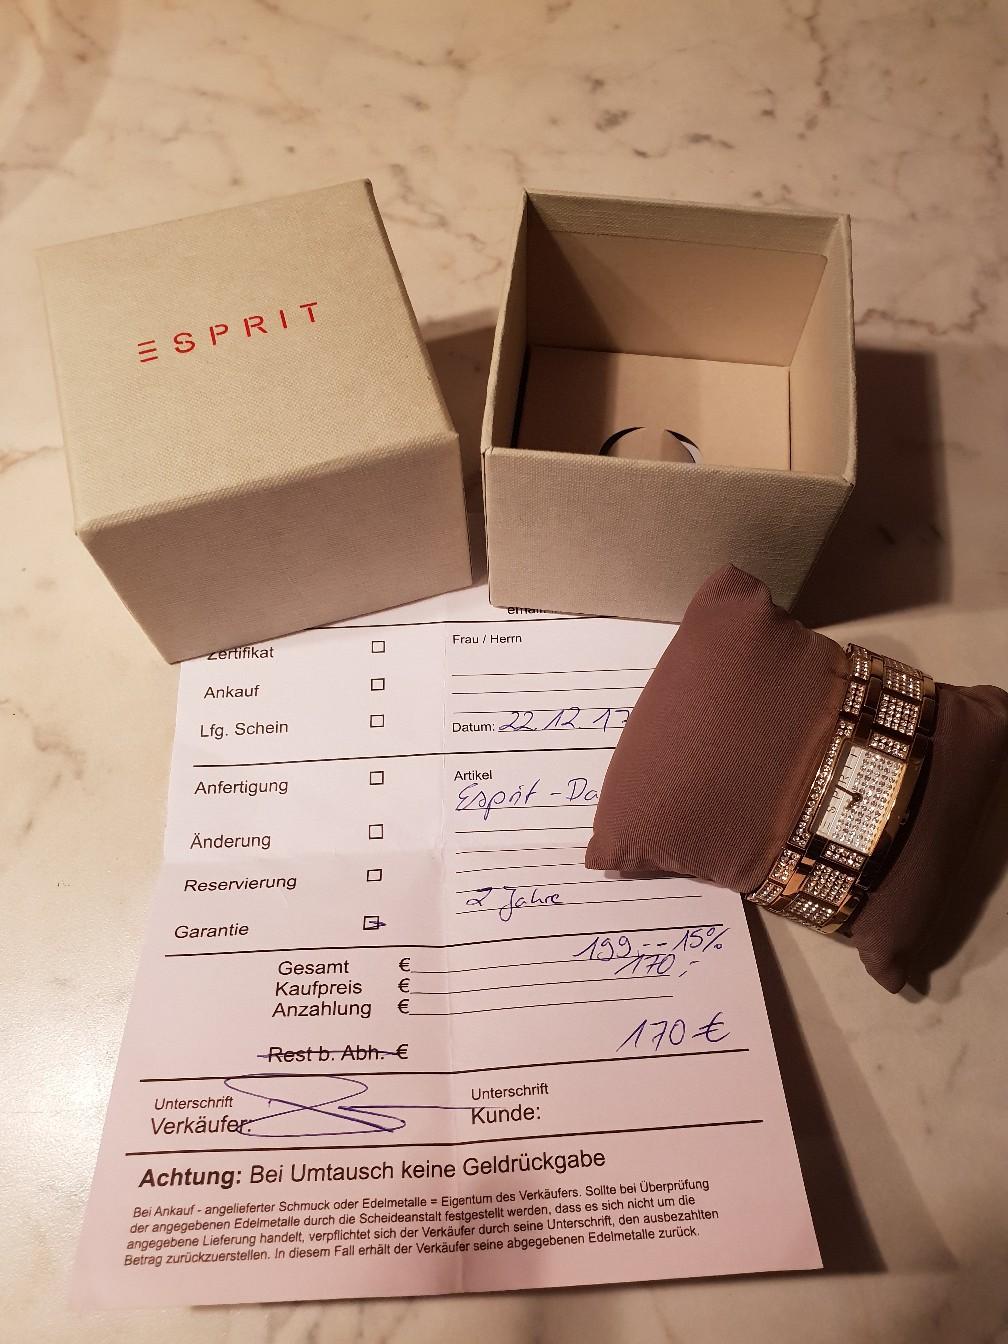 ESPRIT
Zertifikat
Frau / Herrn
Ankauf
Lfg. Schein
Datum: 22.12.17
Anfertigung
Artikel
Esprit - Da
Änderung
Reservierung
2 Jahre
Garantie
Gesamt € 199,-- 15%
Kaufpreis € 170,-
Anzahlung €
Rest b. Abh. € 170 €
Unterschrift
Verkäufer:
Unterschrift
Kunde:
Achtung: Bei Umtausch keine Geldrückgabe
Bei Ankauf - angelieferter Schmuck oder Edelmetalle = Eigentum des Verkäufers. Sollte bei Überprüfung
der angegebenen Edelmetalle durch die Scheideanstalt festgestellt werden, dass es sich nicht um die
angegebene Lieferung handelt, verpflichtet sich der Verkäufer durch seine Unterschrift, den ausbezahlten
Betrag zurückzuerstellen. In diesem Fall erhält der Verkäufer seine abgegebenen Edelmetalle zurück.